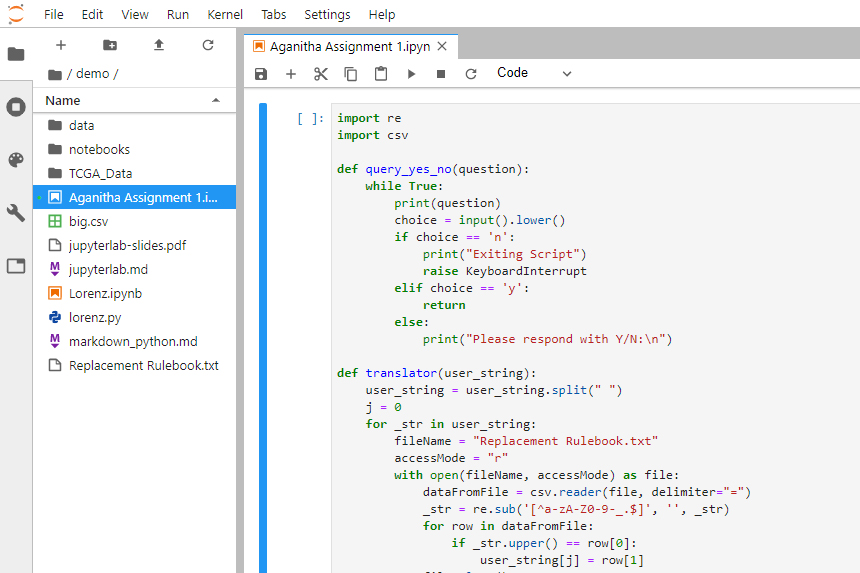 File Edit View Run Kernel Tabs Settings Help
/ demo /
Name
data
notebooks
TCGA_Data
Aganitha Assignment 1.i...
big.csv
jupyterlab-slides.pdf
jupyterlab.md
Lorenz.ipynb
lorenz.py
markdown_python.md
Replacement Rulebook.txt
Aganitha Assignment 1.ipyn
Code
[ ]:
import re
import csv
def query_yes_no(question):
while True:
print(question)
choice = input().lower()
if choice == 'n':
print("Exiting Script")
raise KeyboardInterrupt
elif choice == 'y':
return
else:
print("Please respond with Y/N:\n")
def translator(user_string):
user_string = user_string.split(" ")
j = 0
for _str in user_string:
fileName = "Replacement Rulebook.txt"
accessMode = "r"
with open(fileName, accessMode) as file:
dataFromFile = csv.reader(file, delimiter="=")
_str = re.sub('[^a-zA-Z0-9-_.$]', '', _str)
for row in dataFromFile:
if _str.upper() == row[0]:
user_string[j] = row[1]